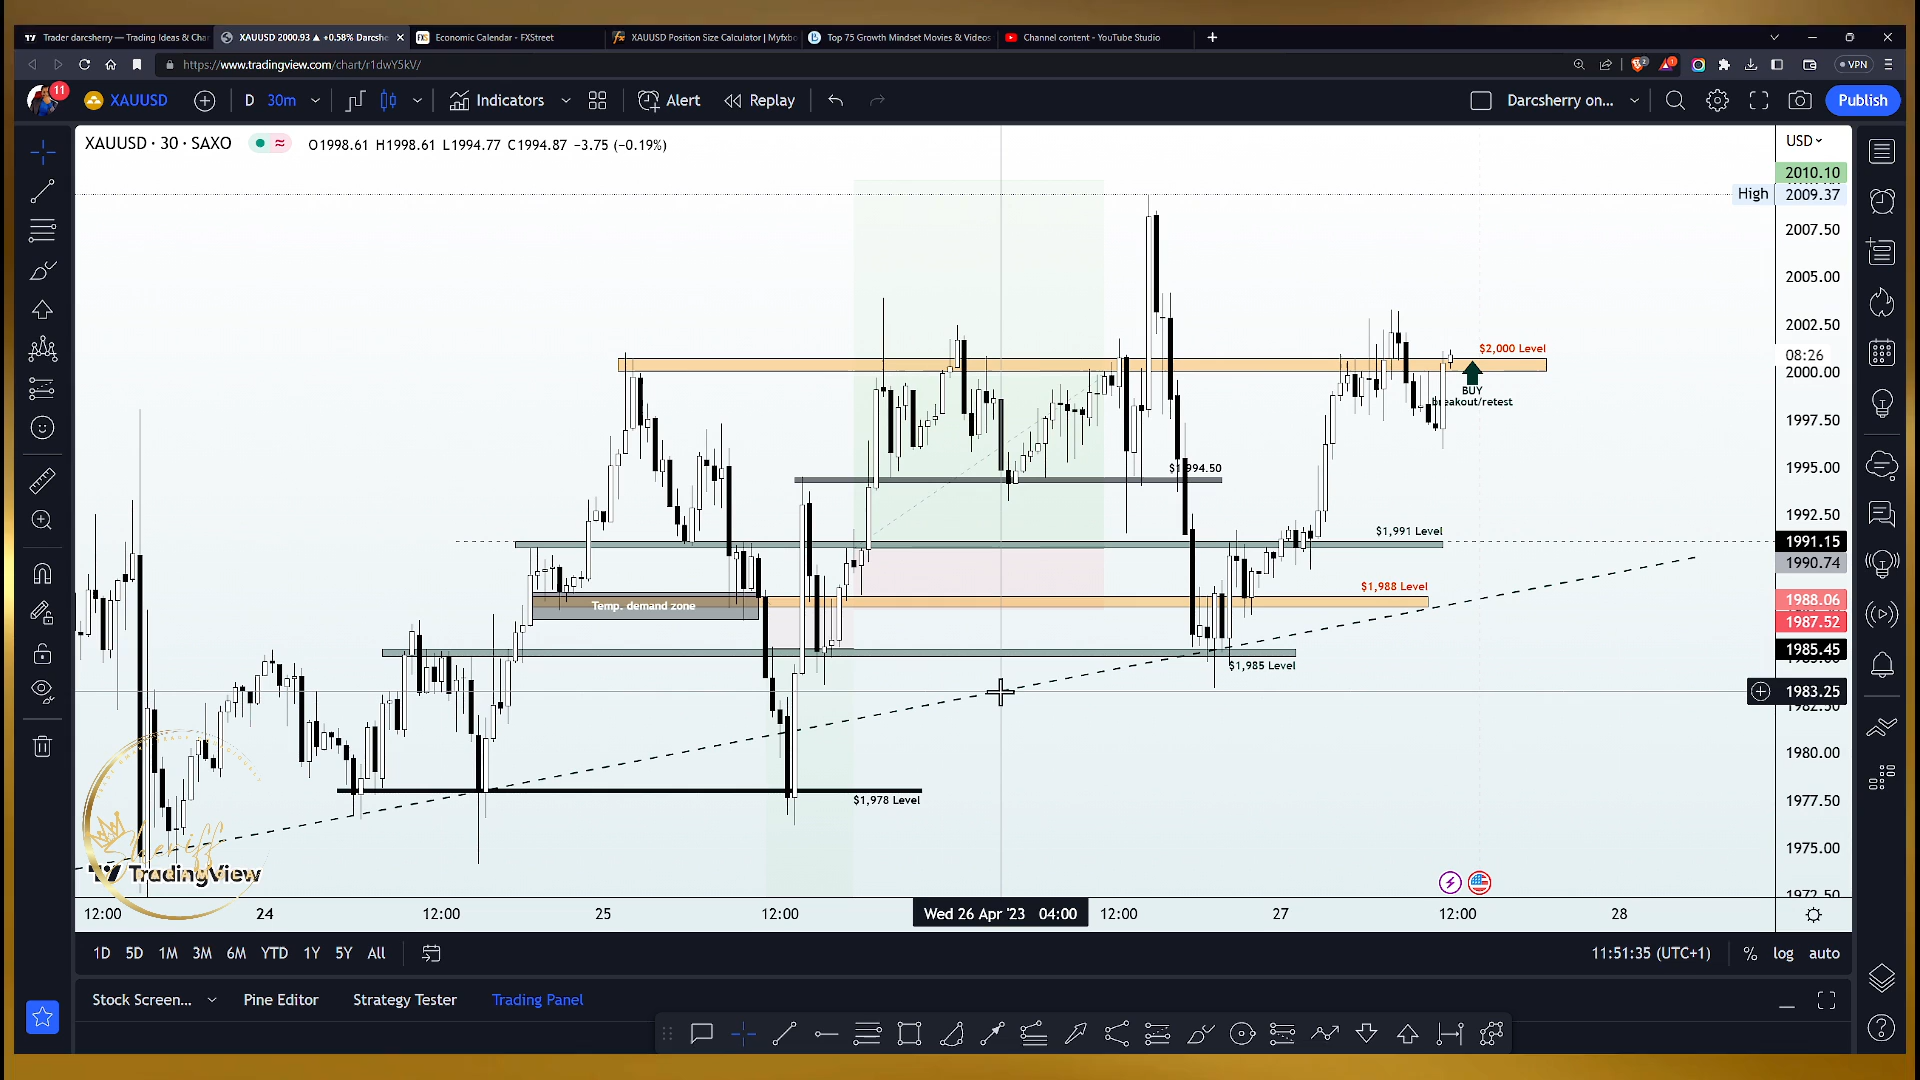 Trader darcsherry — Trading Ideas & Cha
XAUUSD 2000.93 ▲ +0.58% Darcshe
Economic Calendar - FXStreet
XAUUSD Position Size Calculator | Myfxbo
Top 75 Growth Mindset Movies & Videos
Channel content - YouTube Studio
https://www.tradingview.com/chart/r1dwY5kV/
VPN
11
XAUUSD
D
30m
Indicators
Alert
Replay
Darcsherry on...
Publish
XAUUSD · 30 · SAXO
O1998.61 H1998.61 L1994.77 C1994.87 −3.75 (−0.19%)
USD
2010.10
High 2009.37
2007.50
2005.00
2002.50
$2,000 Level
08:26
2000.00
BUY
breakout/retest
1997.50
1995.00
$1,994.50
1992.50
$1,991 Level
1991.15
1990.74
$1,988 Level
1988.06
Temp. demand zone
1987.52
1985.45
$1,985 Level
1983.25
1982.50
1980.00
1977.50
$1,978 Level
Sheriff
1975.00
TradingView
1972.50
12:00
24
12:00
25
12:00
Wed 26 Apr '23 04:00
12:00
27
12:00
28
1D 5D 1M 3M 6M YTD 1Y 5Y All
11:51:35 (UTC+1)
% log auto
Stock Screen...
Pine Editor
Strategy Tester
Trading Panel